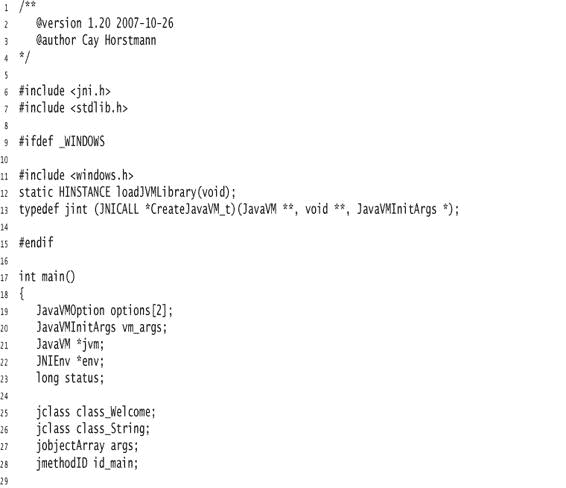 1 /**
2 @version 1.20 2007-10-26
3 @author Cay Horstmann
4 */
5
6 #include <jni.h>
7 #include <stdlib.h>
8
9 #ifdef _WINDOWS
10
11 #include <windows.h>
12 static HINSTANCE loadJVMLibrary(void);
13 typedef jint (JNICALL *CreateJavaVM_t)(JavaVM **, void **, JavaVMInitArgs *);
14
15 #endif
16
17 int main()
18 {
19 JavaVMOption options[2];
20 JavaVMInitArgs vm_args;
21 JavaVM *jvm;
22 JNIEnv *env;
23 long status;
24
25 jclass class_Welcome;
26 jclass class_String;
27 jobjectArray args;
28 jmethodID id_main;
29